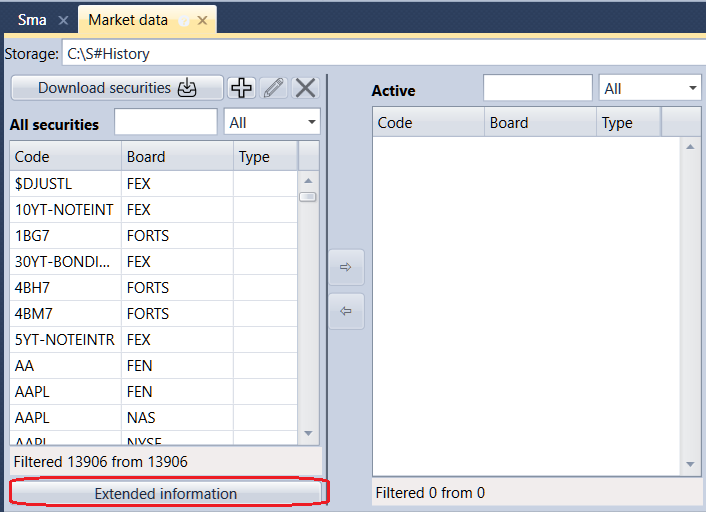 Sma
Market data
Storage: C:\S#History
Download securities
All securities All
Code Board Type
$DJUSTL FEX
10YT-NOTEINT FEX
1BG7 FORTS
30YT-BONDI... FEX
4BH7 FORTS
4BM7 FORTS
5YT-NOTEINTR FEX
AA FEN
AAPL FEN
AAPL NAS
AAPL NYSE
Filtered 13906 from 13906
Extended information
Active All
Code Board Type
Filtered 0 from 0